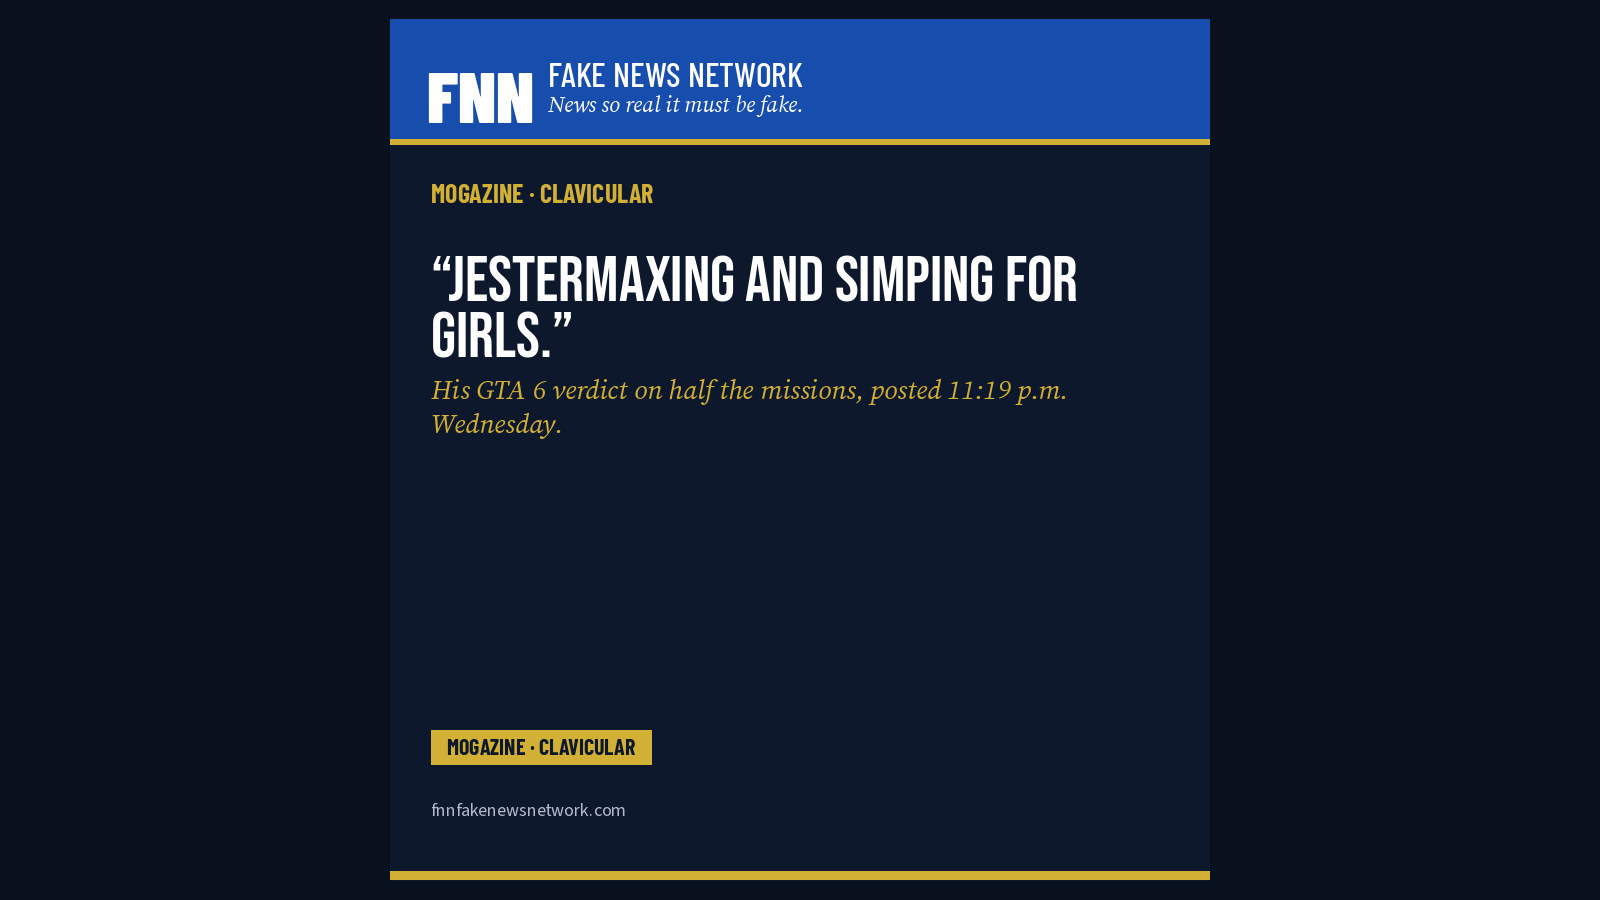 FNN
FAKE NEWS NETWORK
News so real it must be fake.
MOGAZINE · CLAVICULAR
“JESTERMAXING AND SIMPING FOR
GIRLS.”
His GTA 6 verdict on half the missions, posted 11:19 p.m.
Wednesday.
MOGAZINE · CLAVICULAR
fnnfakenewsnetwork.com